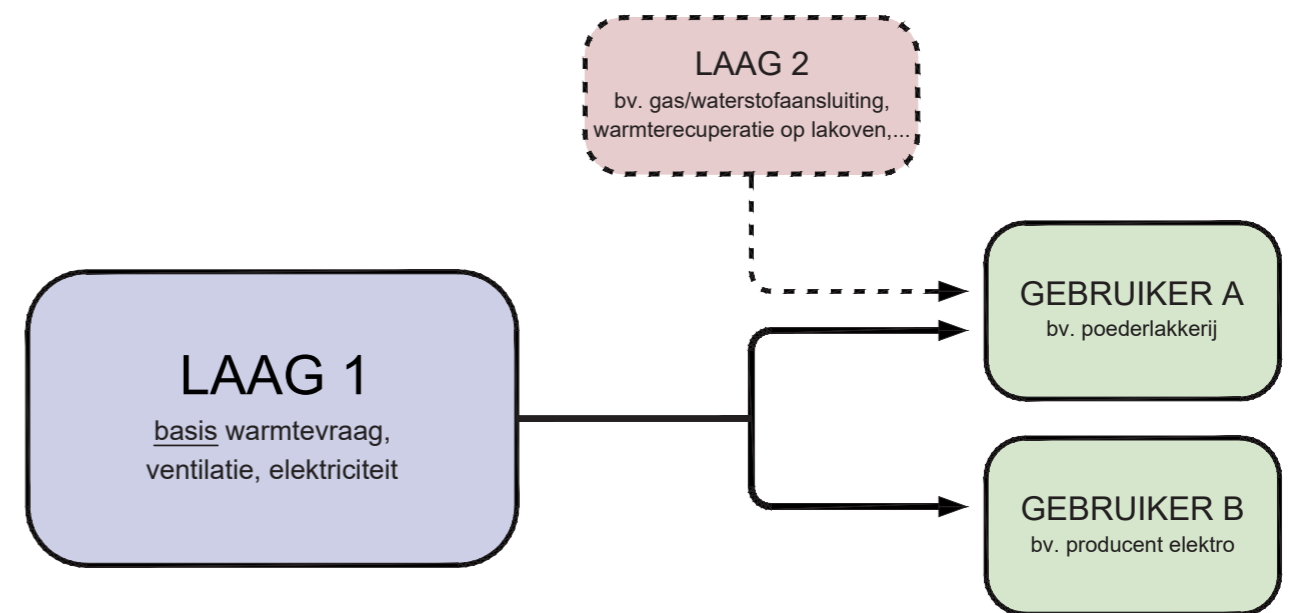 LAAG 2
bv. gas/waterstofaansluiting,
warmterecuperatie op lakoven,...
GEBRUIKER A
bv. poederlakkerij
LAAG 1
basis warmtevraag,
ventilatie, elektriciteit
GEBRUIKER B
bv. producent elektro